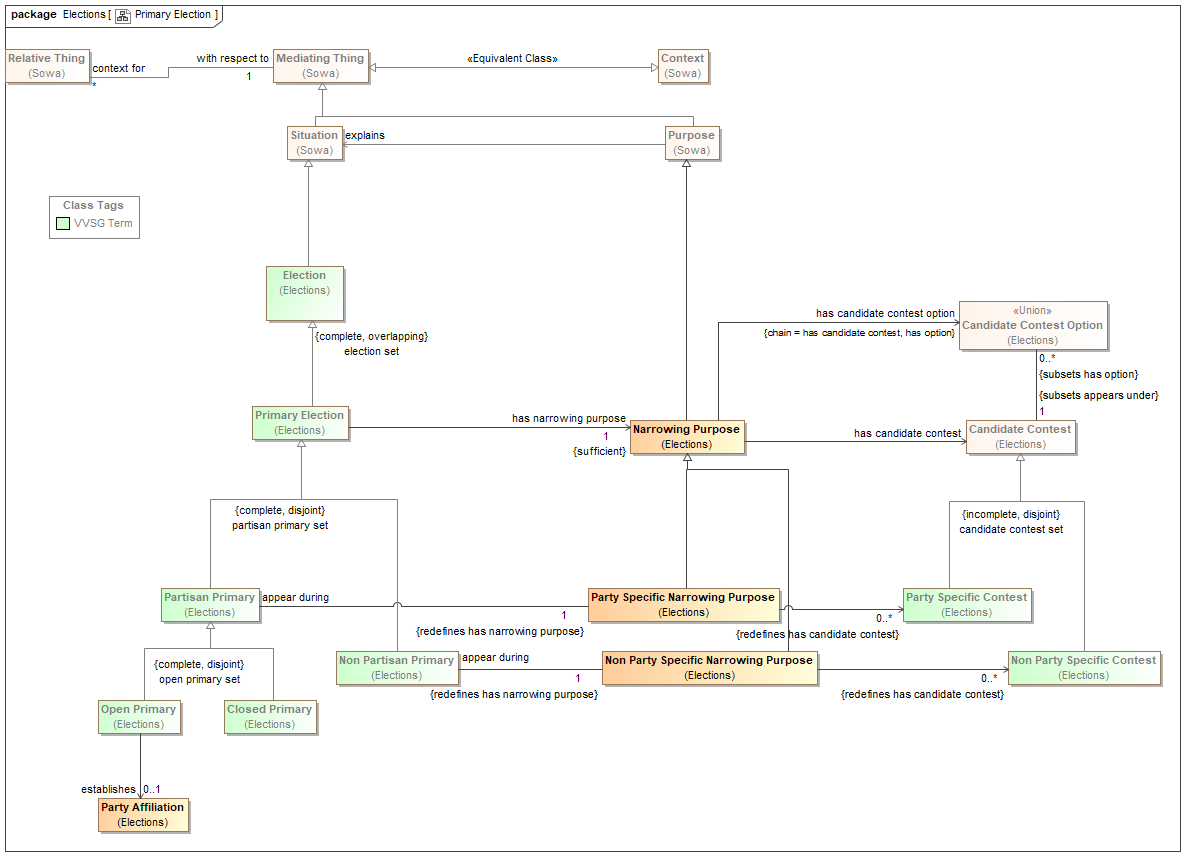 package Elections [ Primary Election ]
Relative Thing
(Sowa)
context for
*
with respect to
1
Mediating Thing
(Sowa)
«Equivalent Class»
Context
(Sowa)
Situation
(Sowa)
explains
Purpose
(Sowa)
Class Tags
VVSG Term
Election
(Elections)
{complete, overlapping}
election set
has candidate contest option
{chain = has candidate contest, has option}
«Union»
Candidate Contest Option
(Elections)
0..*
{subsets has option}
{subsets appears under}
1
Primary Election
(Elections)
has narrowing purpose
1
{sufficient}
Narrowing Purpose
(Elections)
has candidate contest
Candidate Contest
(Elections)
{complete, disjoint}
partisan primary set
{incomplete, disjoint}
candidate contest set
Partisan Primary
(Elections)
appear during
1
{redefines has narrowing purpose}
Party Specific Narrowing Purpose
(Elections)
0..*
{redefines has candidate contest}
Party Specific Contest
(Elections)
Non Partisan Primary
(Elections)
appear during
1
{redefines has narrowing purpose}
Non Party Specific Narrowing Purpose
(Elections)
0..*
{redefines has candidate contest}
Non Party Specific Contest
(Elections)
{complete, disjoint}
open primary set
Open Primary
(Elections)
Closed Primary
(Elections)
establishes
0..1
Party Affiliation
(Elections)